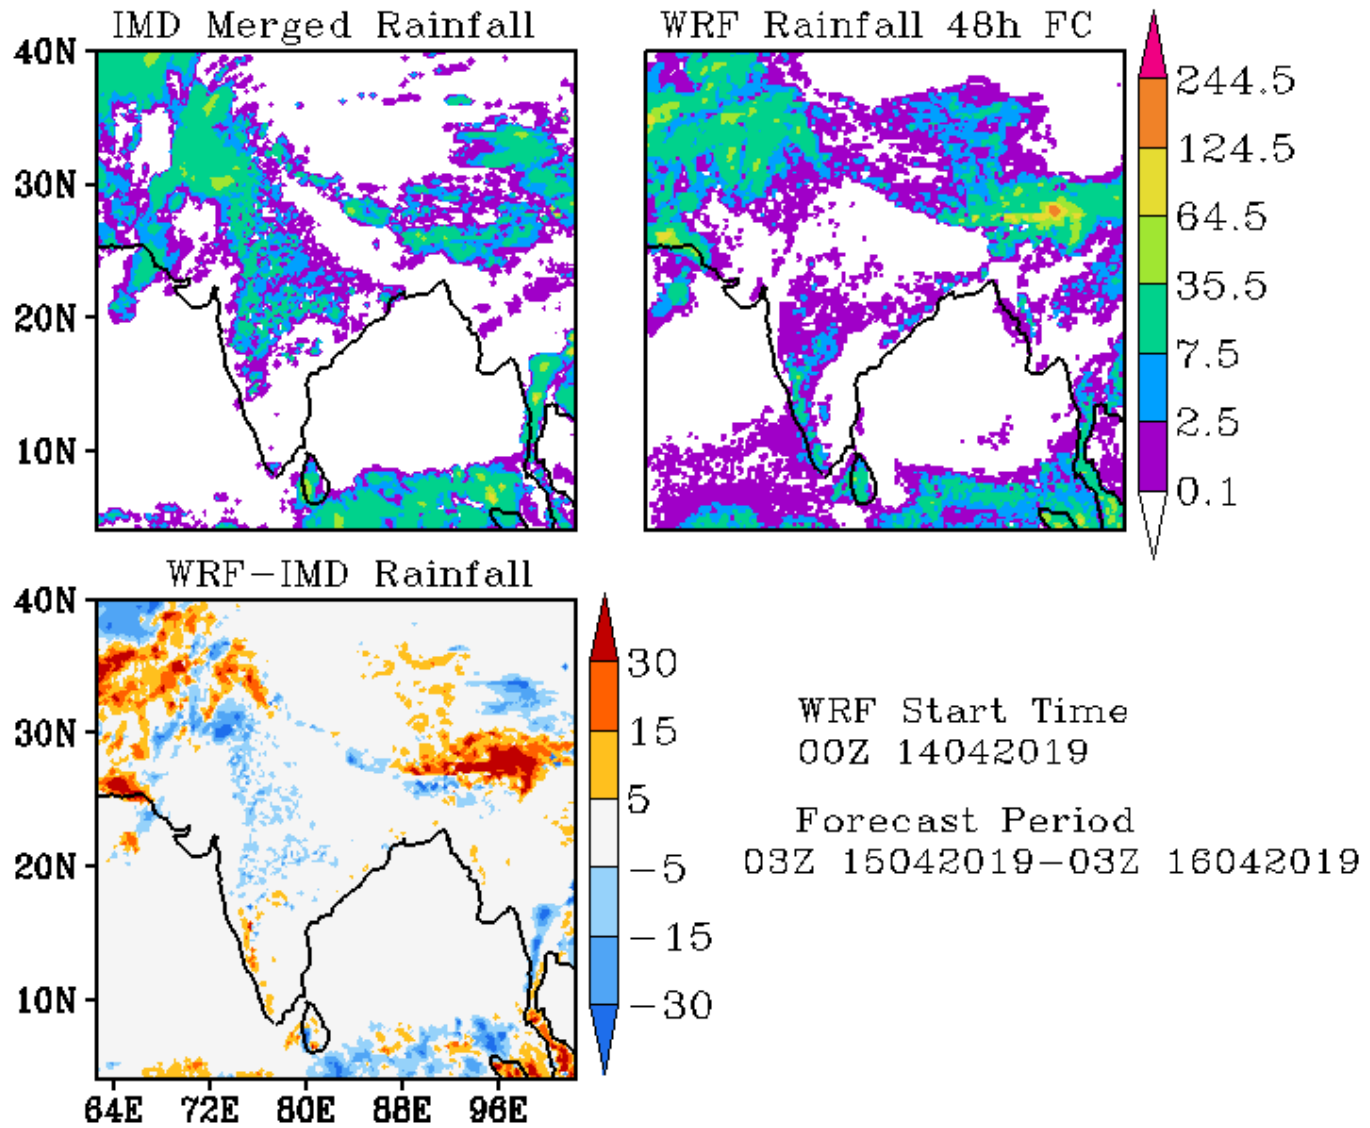 IMD Merged Rainfall
WRF Rainfall 48h FC
40N
30N
20N
10N
244.5
124.5
64.5
35.5
7.5
2.5
0.1
WRF-IMD Rainfall
40N
30N
20N
10N
64E 72E 80E 88E 96E
30
15
5
-5
-15
-30
WRF Start Time
00Z 14042019
Forecast Period
03Z 15042019-03Z 16042019